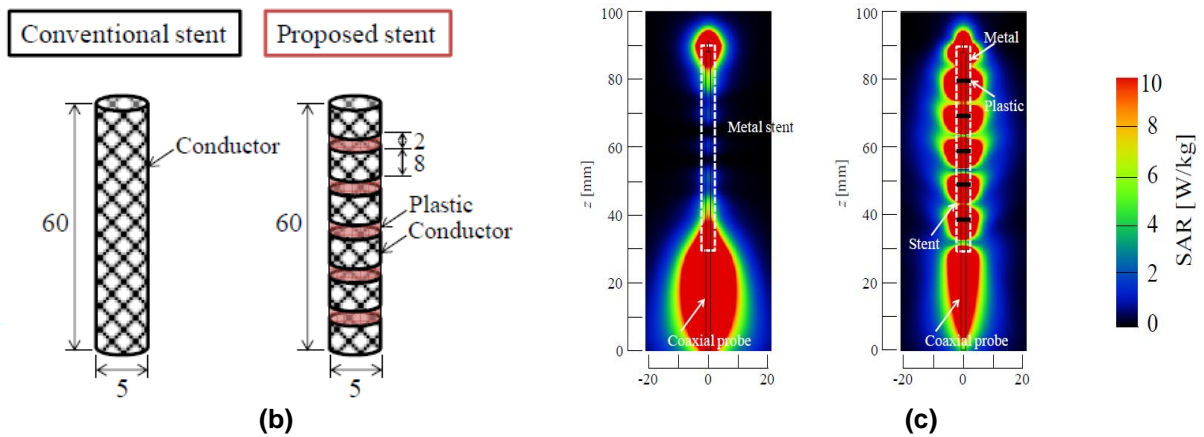 Conventional stent
Proposed stent
Conductor
60
5
2
8
60
Plastic
Conductor
5
(b)
100
80
60
40
20
0
z [mm]
Metal stent
Coaxial probe
-20
0
20
100
80
60
40
20
0
z [mm]
Metal
Plastic
Stent
Coaxial probe
-20
0
20
(c)
10
8
6
4
2
0
SAR [W/kg]